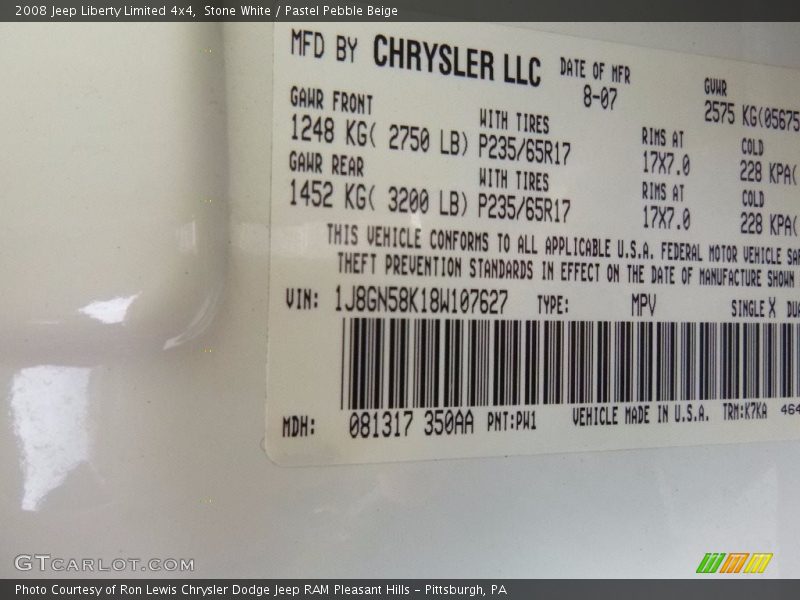 2008 Jeep Liberty Limited 4x4, Stone White / Pastel Pebble Beige
MFD BY CHRYSLER LLC DATE OF MFR GVWR
8-07 2575 KG(05675
GAWR FRONT WITH TIRES RIMS AT COLD
1248 KG( 2750 LB) P235/65R17 17X7.0 228 KPA(
GAWR REAR WITH TIRES RIMS AT COLD
1452 KG( 3200 LB) P235/65R17 17X7.0 228 KPA(
THIS VEHICLE CONFORMS TO ALL APPLICABLE U.S.A. FEDERAL MOTOR VEHICLE SA
THEFT PREVENTION STANDARDS IN EFFECT ON THE DATE OF MANUFACTURE SHOWN
VIN: 1J8GN58K18W107627 TYPE: MPV SINGLE X DU
MDH: 081317 350AA PNT:PW1 VEHICLE MADE IN U.S.A. TRM:K7KA 464
GTCARLOT.COM
Photo Courtesy of Ron Lewis Chrysler Dodge Jeep RAM Pleasant Hills – Pittsburgh, PA